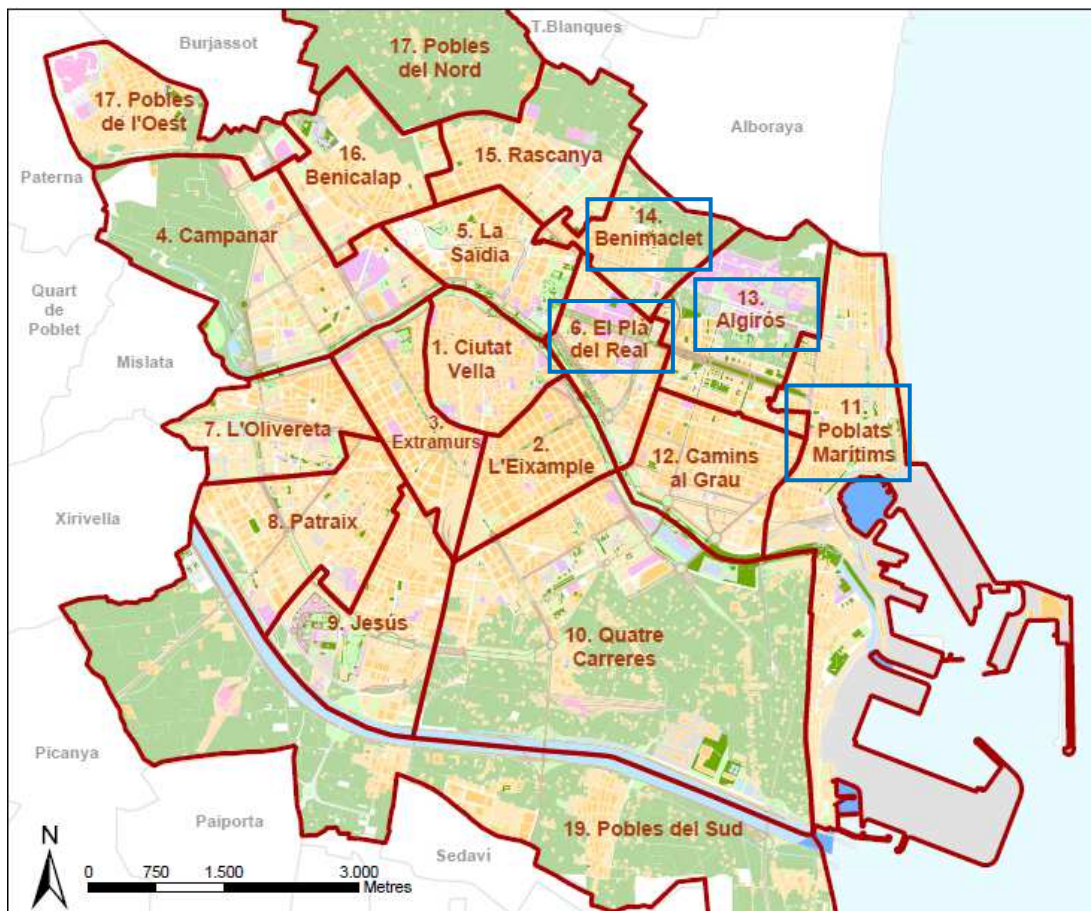 Burjassot
T.Blanques
17. Pobles
del Nord
17. Pobles
de l'Oest
Alboraya
16.
Benicalap
15. Rascanya
Paterna
14.
Benimaclet
4. Campanar
5. La
Saïdia
Quart
de
Poblet
13.
Algirós
6. El Pla
del Real
1. Ciutat
Vella
Mislata
11.
Poblats
Marítims
7. L'Olivereta
3.
Extramurs
2.
L'Eixample
12. Camins
al Grau
Xirivella
8. Patraix
9. Jesús
10. Quatre
Carreres
Picanya
Paiporta
19. Pobles del Sud
Sedaví
N
0 750 1.500 3.000
Metres